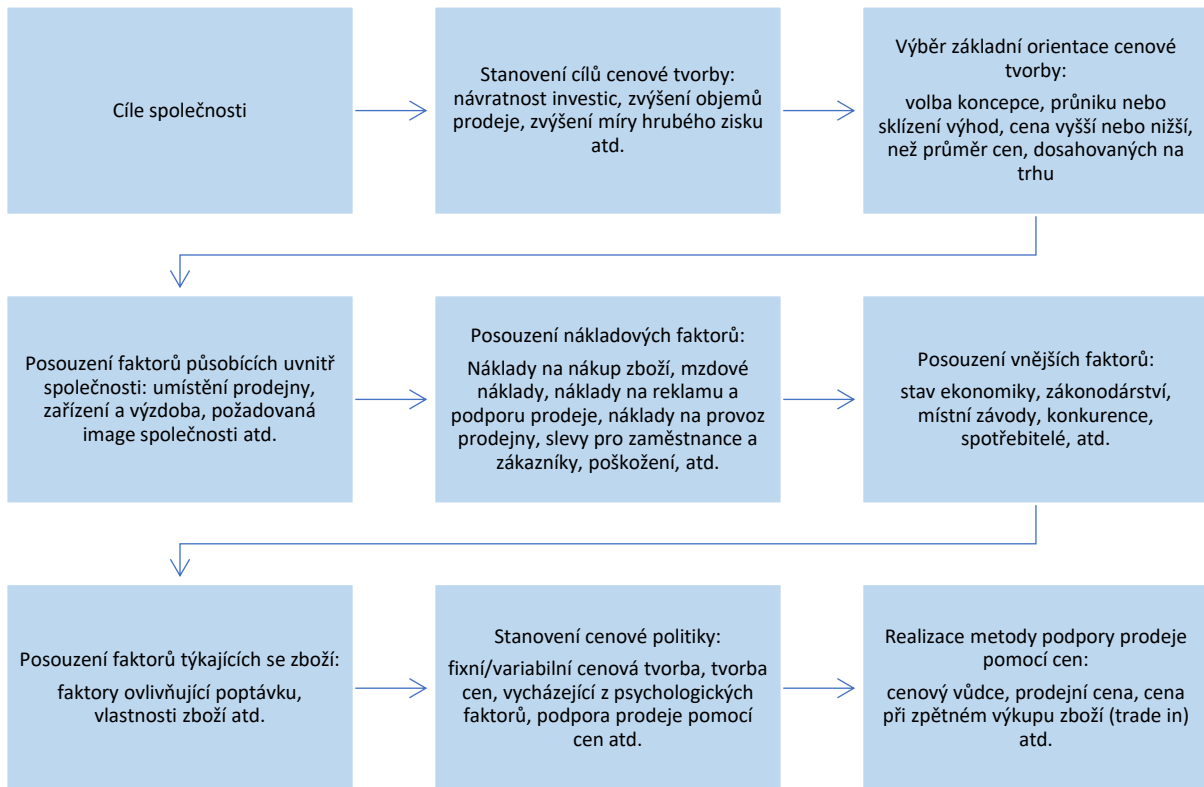 Cíle společnosti
Stanovení cílů cenové tvorby:
návratnost investic, zvýšení objemů
prodeje, zvýšení míry hrubého zisku
atd.
Výběr základní orientace cenové
tvorby:
volba koncepce, průniku nebo
sklízení výhod, cena vyšší nebo nižší,
než průměr cen, dosahovaných na
trhu
Posouzení faktorů působících uvnitř
společnosti: umístění prodejny,
zařízení a výzdoba, požadovaná
image společnosti atd.
Posouzení nákladových faktorů:
Náklady na nákup zboží, mzdové
náklady, náklady na reklamu a
podporu prodeje, náklady na provoz
prodejny, slevy pro zaměstnance a
zákazníky, poškození, atd.
Posouzení vnějších faktorů:
stav ekonomiky, zákonodárství,
místní závody, konkurence,
spotřebitelé, atd.
Posouzení faktorů týkajících se zboží:
faktory ovlivňující poptávku,
vlastnosti zboží atd.
Stanovení cenové politiky:
fixní/variabilní cenová tvorba, tvorba
cen, vycházející z psychologických
faktorů, podpora prodeje pomocí
cen atd.
Realizace metody podpory prodeje
pomocí cen:
cenový vůdce, prodejní cena, cena
při zpětném výkupu zboží (trade in)
atd.